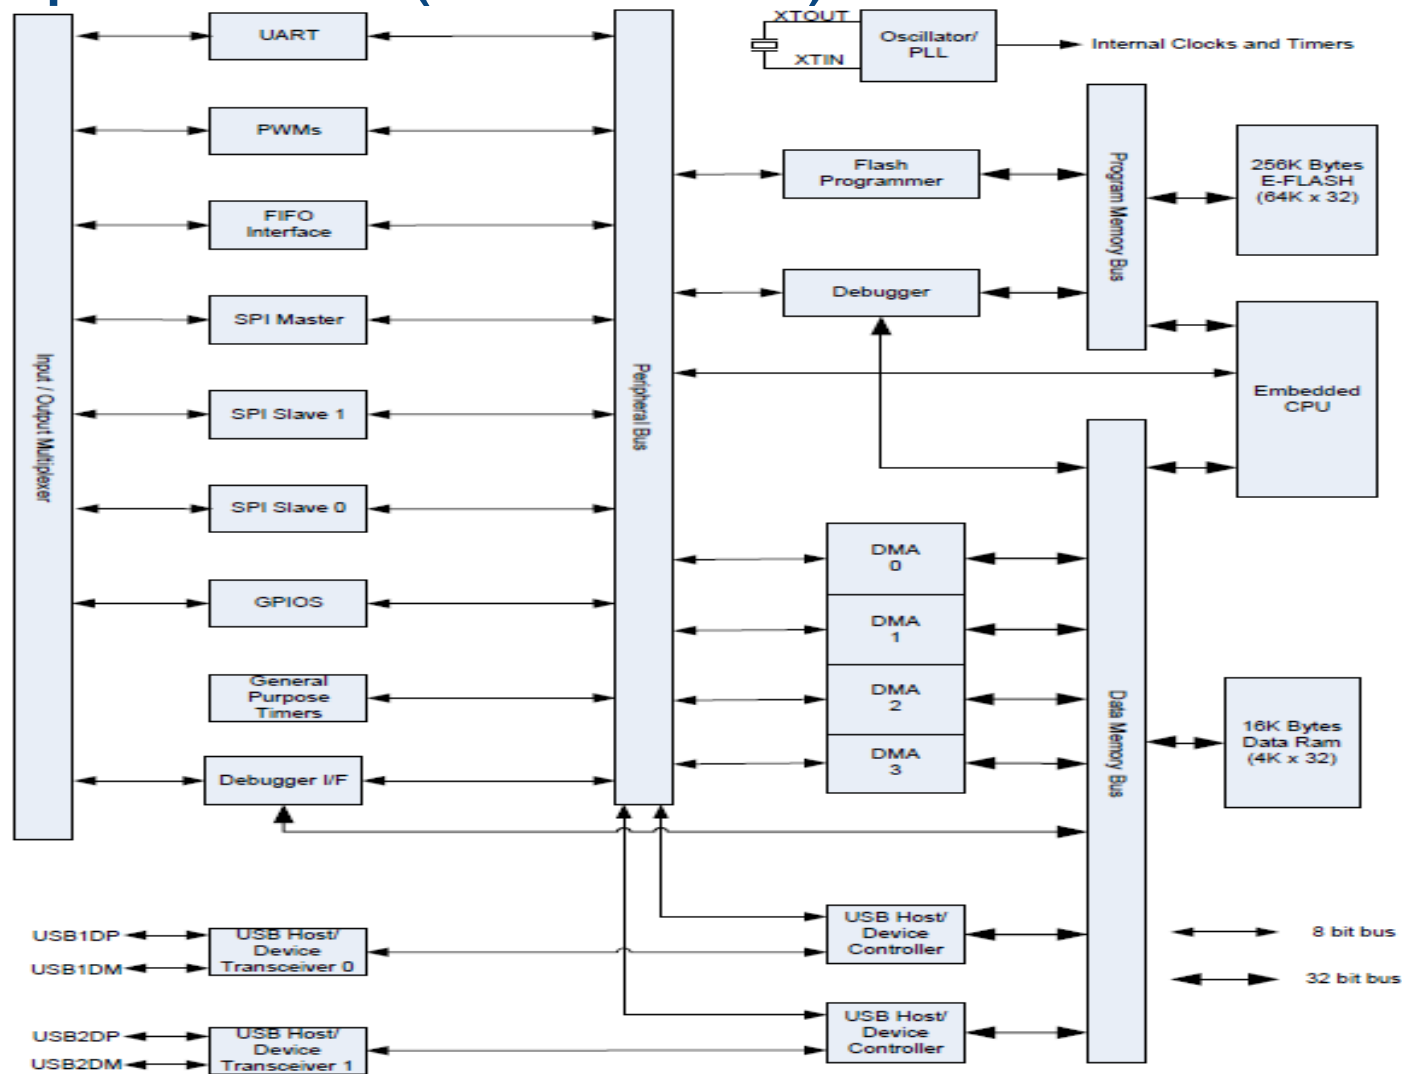 UART
PWMs
FIFO
Interface
SPI Master
SPI Slave 1
SPI Slave 0
GPIOS
General
Purpose
Timers
Debugger I/F
Input / Output Multiplexer
Peripheral Bus
XTOUT
XTIN
Oscillator/
PLL
Internal Clocks and Timers
Flash
Programmer
Debugger
Program Memory Bus
256K Bytes
E-FLASH
(64K x 32)
Embedded
CPU
DMA
0
DMA
1
DMA
2
DMA
3
Data Memory Bus
16K Bytes
Data Ram
(4K x 32)
USB1DP
USB1DM
USB Host/
Device
Transceiver 0
USB Host/
Device
Controller
USB2DP
USB2DM
USB Host/
Device
Transceiver 1
USB Host/
Device
Controller
8 bit bus
32 bit bus